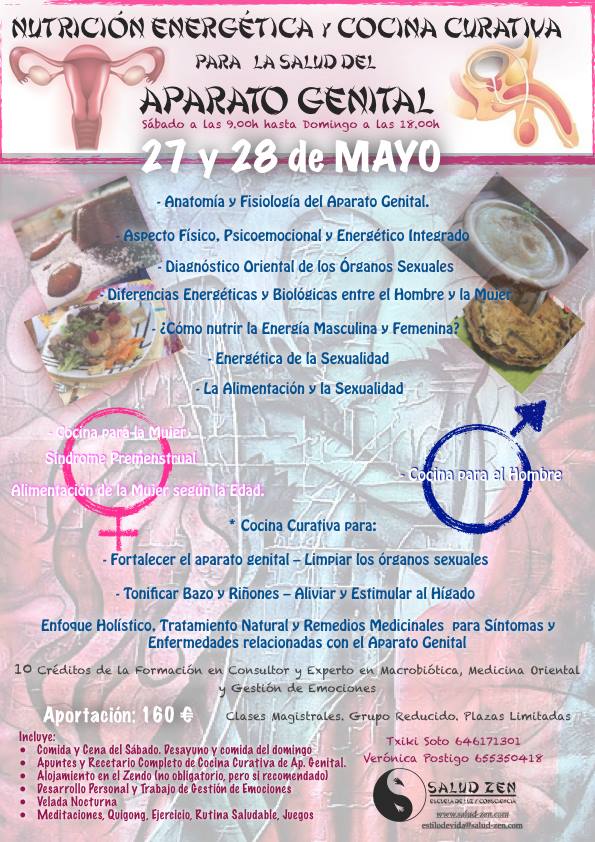 NUTRICIÓN ENERGÉTICA Y COCINA CURATIVA
PARA LA SALUD DEL
APARATO GENITAL
Sábado a las 9.00h hasta Domingo a las 18.00h
27 y 28 de MAYO
- Anatomía y Fisiología del Aparato Genital.
- Aspecto Físico, Psicoemocional y Energético Integrado
- Diagnóstico Oriental de los Órganos Sexuales
- Diferencias Energéticas y Biológicas entre el Hombre y la Mujer
- ¿Cómo nutrir la Energía Masculina y Femenina?
- Energética de la Sexualidad
- La Alimentación y la Sexualidad
- Cocina para la Mujer
Síndrome Premenstrual
Alimentación de la Mujer según la Edad.
- Cocina para el Hombre
* Cocina Curativa para:
- Fortalecer el aparato genital – Limpiar los órganos sexuales
- Tonificar Bazo y Riñones – Aliviar y Estimular al Hígado
Enfoque Holístico, Tratamiento Natural y Remedios Medicinales para Síntomas y
Enfermedades relacionadas con el Aparato Genital
10 Créditos de la Formación en Consultor y Experto en Macrobiótica, Medicina Oriental
y Gestión de Emociones
Aportación: 160 €
Clases Magistrales. Grupo Reducido. Plazas Limitadas
Incluye:
• Comida y Cena del Sábado. Desayuno y comida del domingo
• Apuntes y Recetario Completo de Cocina Curativa de Ap. Genital.
• Alojamiento en el Zendo (no obligatorio, pero si recomendado)
• Desarrollo Personal y Trabajo de Gestión de Emociones
• Velada Nocturna
• Meditaciones, Quigong, Ejercicio, Rutina Saludable, Juegos
Txiki Soto 646171301
Verónica Postigo 655350418
SALUD ZEN
ESCUELA DE LUZ Y CONSCIENCIA
www.salud-zen.com
estilodevida@salud-zen.com